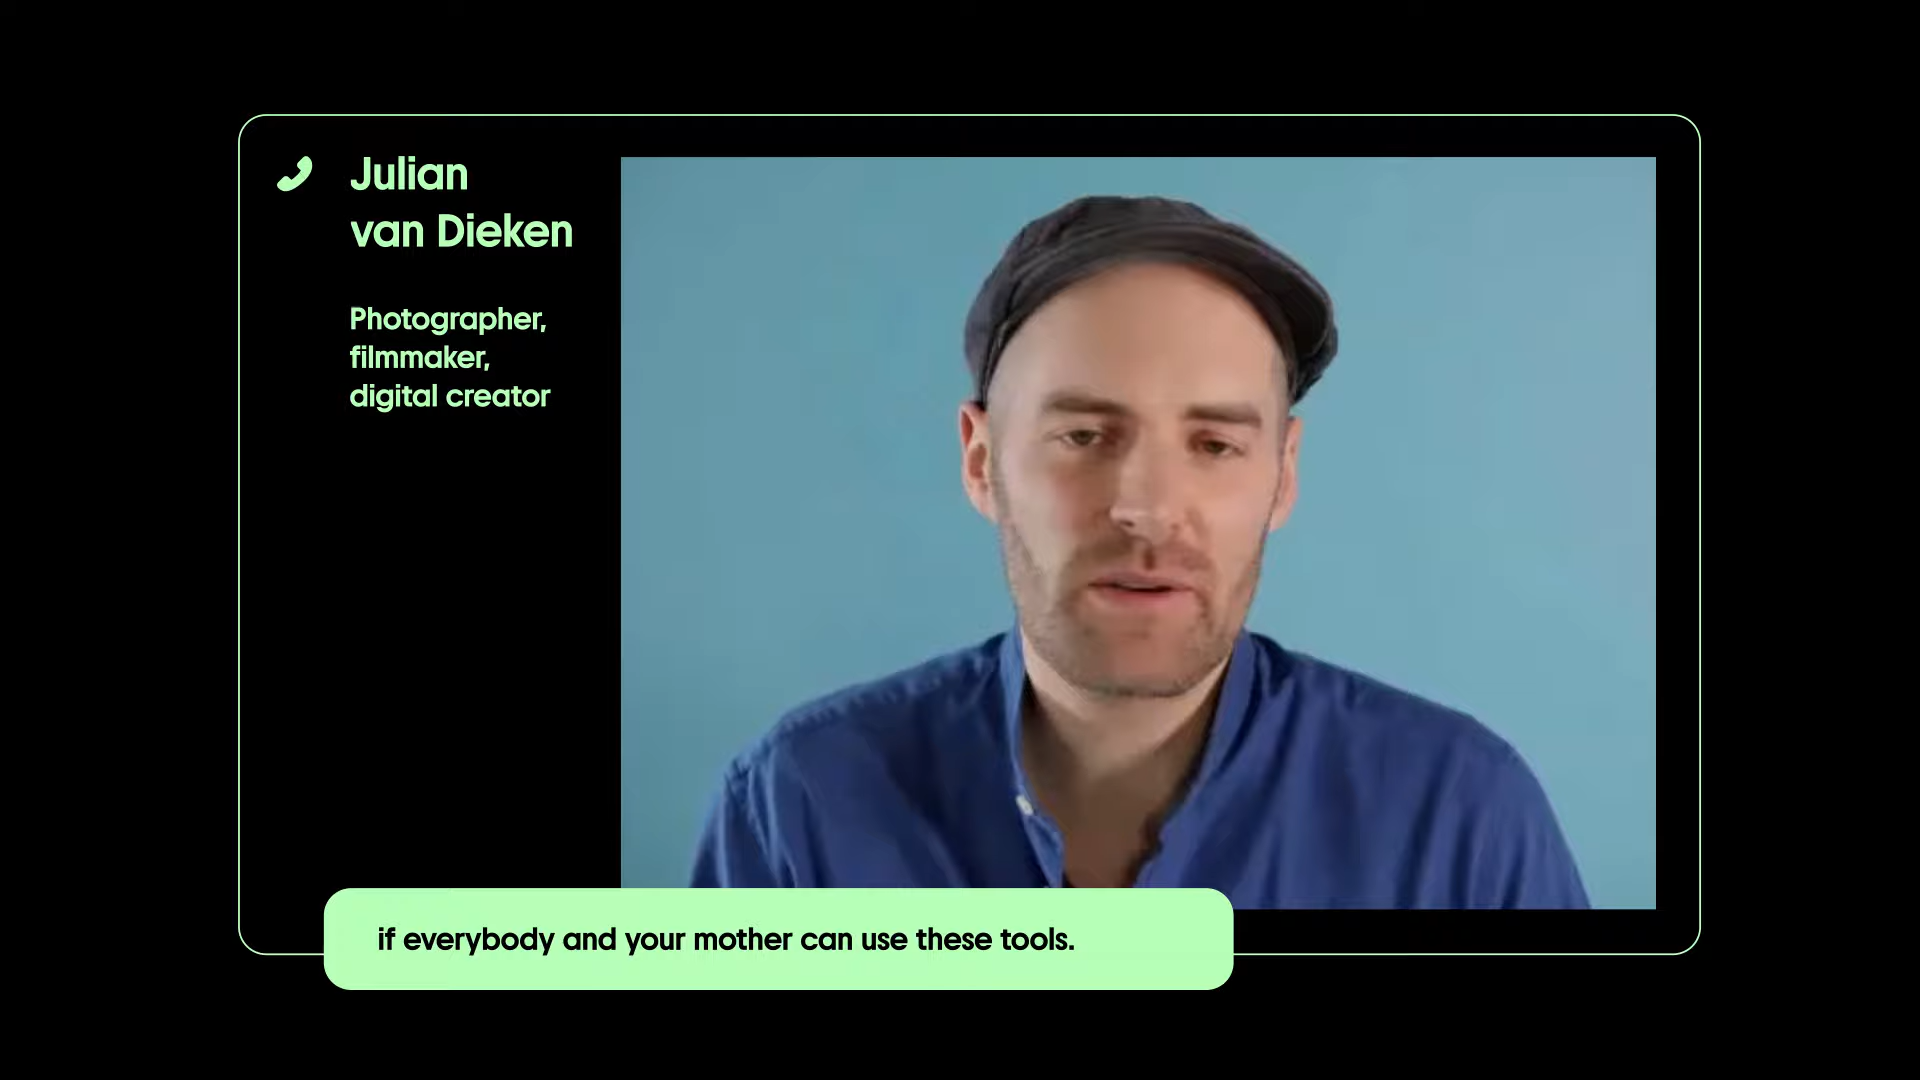 Julian
van Dieken
Photographer,
filmmaker,
digital creator
if everybody and your mother can use these tools.